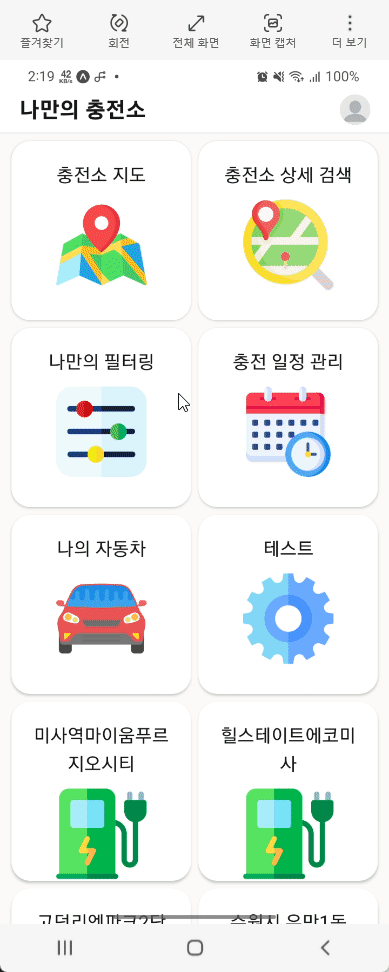 즐겨찾기 회전 전체 화면 화면 캡처 더 보기
2:19 42 KB/s 100%
나만의 충전소
충전소 지도 충전소 상세 검색
나만의 필터링 충전 일정 관리
나의 자동차 테스트
미사역마이움푸르
지오시티
힐스테이트에코미
사